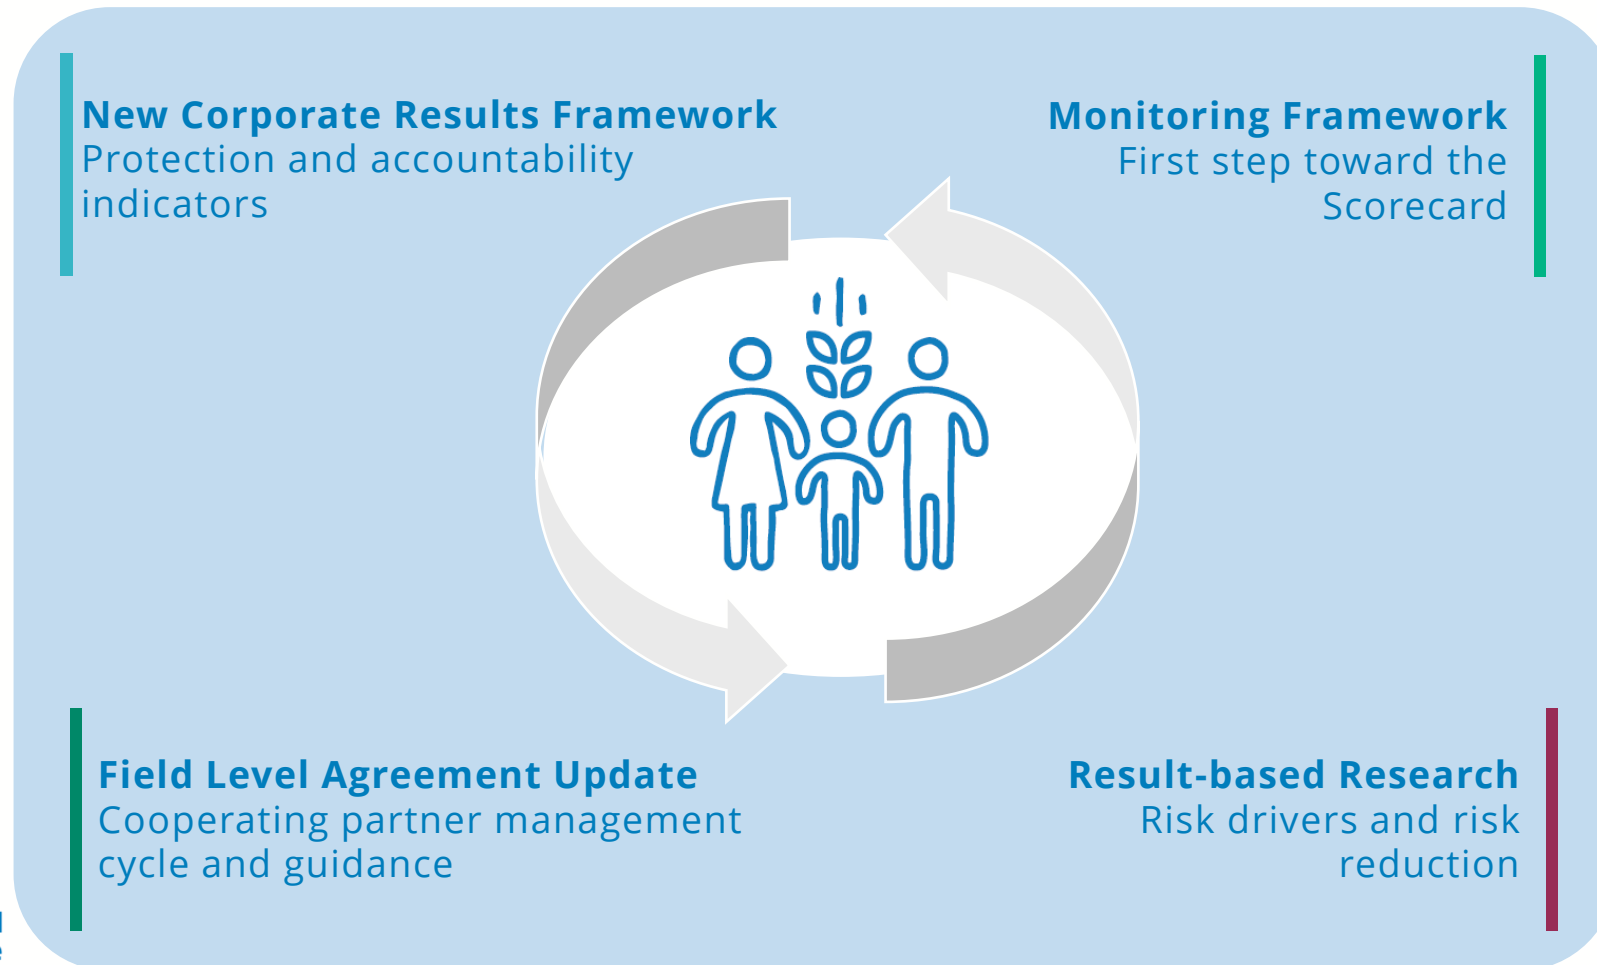 New Corporate Results Framework
Protection and accountability
indicators
Monitoring Framework
First step toward the
Scorecard
Field Level Agreement Update
Cooperating partner management
cycle and guidance
Result-based Research
Risk drivers and risk
reduction